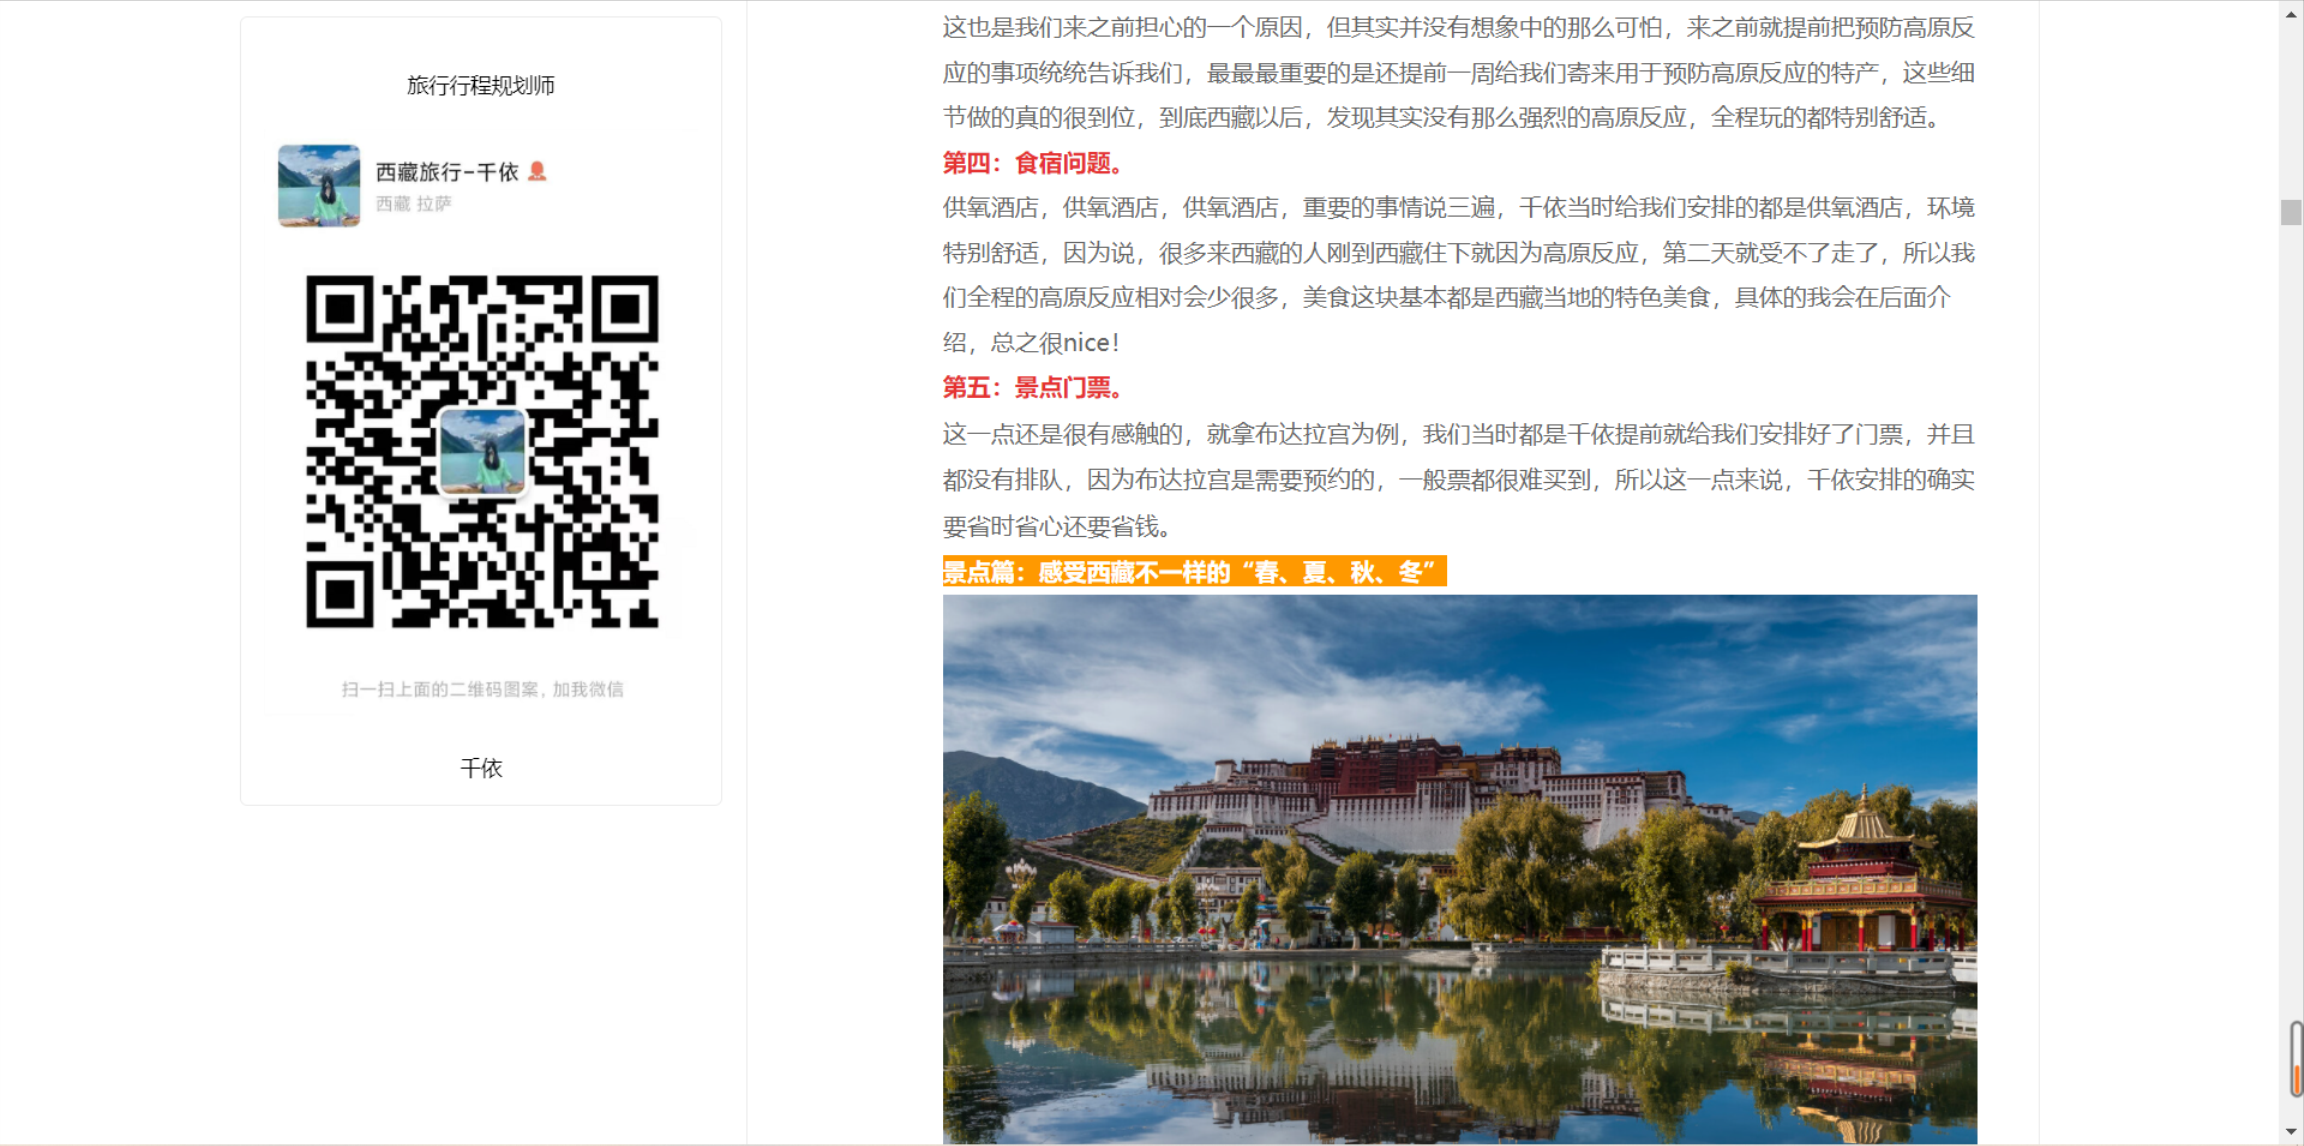 旅行行程规划师
西藏旅行-千依
西藏 拉萨
扫一扫上面的二维码图案，加我微信
千依
这也是我们来之前担心的一个原因，但其实并没有想象中的那么可怕，来之前就提前把预防高原反
应的事项统统告诉我们，最最最重要的是还提前一周给我们寄来用于预防高原反应的特产，这些细
节做的真的很到位，到底西藏以后，发现其实没有那么强烈的高原反应，全程玩的都特别舒适。
第四：食宿问题。
供氧酒店，供氧酒店，供氧酒店，重要的事情说三遍，千依当时给我们安排的都是供氧酒店，环境
特别舒适，因为说，很多来西藏的人刚到西藏住下就因为高原反应，第二天就受不了走了，所以我
们全程的高原反应相对会少很多，美食这块基本都是西藏当地的特色美食，具体的我会在后面介
绍，总之很nice！
第五：景点门票。
这一点还是很有感触的，就拿布达拉宫为例，我们当时都是千依提前就给我们安排好了门票，并且
都没有排队，因为布达拉宫是需要预约的，一般票都很难买到，所以这一点来说，千依安排的确实
要省时省心还要省钱。
景点篇：感受西藏不一样的“春、夏、秋、冬”